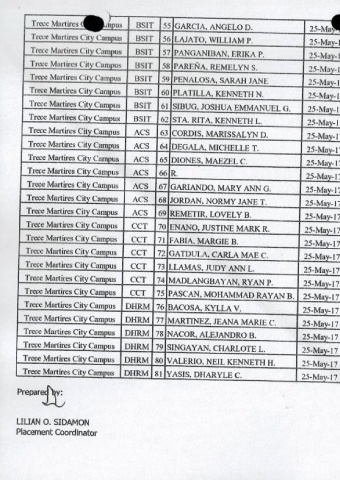 Trece Martires City Campus BSIT 55 GARCIA, ANGELO D. 25-May-1
Trece Martires City Campus BSIT 56 LAJATO, WILLIAM P. 25-May-1
Trece Martires City Campus BSIT 57 PANGANIBAN, ERIKA P. 25-May-1
Trece Martires City Campus BSIT 58 PAREÑA, REMELYN S. 25-May-1
Trece Martires City Campus BSIT 59 PENALOSA, SARAH JANE 25-May-1
Trece Martires City Campus BSIT 60 PLATILLA, KENNETH N. 25-May-1
Trece Martires City Campus BSIT 61 SIBUG, JOSHUA EMMANUEL G. 25-May-1
Trece Martires City Campus BSIT 62 STA. RITA, KENNETH L. 25-May-1
Trece Martires City Campus ACS 63 CORDIS, MARISSALYN D. 25-May-17
Trece Martires City Campus ACS 64 DEGALA, MICHELLE T. 25-May-17
Trece Martires City Campus ACS 65 DIONES, MAEZEL C. 25-May-17
Trece Martires City Campus ACS 66 R. 25-May-17
Trece Martires City Campus ACS 67 GARIANDO, MARY ANN G. 25-May-17
Trece Martires City Campus ACS 68 JORDAN, NORMY JANE T. 25-May-17
Trece Martires City Campus ACS 69 REMETIR, LOVELY B. 25-May-17
Trece Martires City Campus CCT 70 ENANO, JUSTINE MARK R. 25-May-17
Trece Martires City Campus CCT 71 FABIA, MARGIE B. 25-May-17
Trece Martires City Campus CCT 72 GATDULA, CARLA MAE C. 25-May-17
Trece Martires City Campus CCT 73 LLAMAS, JUDY ANN L. 25-May-17
Trece Martires City Campus CCT 74 MADLANGBAYAN, RYAN P. 25-May-17
Trece Martires City Campus CCT 75 PASCAN, MOHAMMAD RAYAN B. 25-May-17
Trece Martires City Campus DHRM 76 BACOSA, KYLLA V. 25-May-17
Trece Martires City Campus DHRM 77 MARTINEZ, JEANA MARIE C. 25-May-17
Trece Martires City Campus DHRM 78 NACOR, ALEJANDRO B. 25-May-17
Trece Martires City Campus DHRM 79 SINGAYAN, CHARLOTE L. 25-May-17
Trece Martires City Campus DHRM 80 VALERIO, NEIL KENNETH H. 25-May-17
Trece Martires City Campus DHRM 81 YASIS, DHARYLE C. 25-May-17
Prepared by:
LILIAN O. SIDAMON
Placement Coordinator